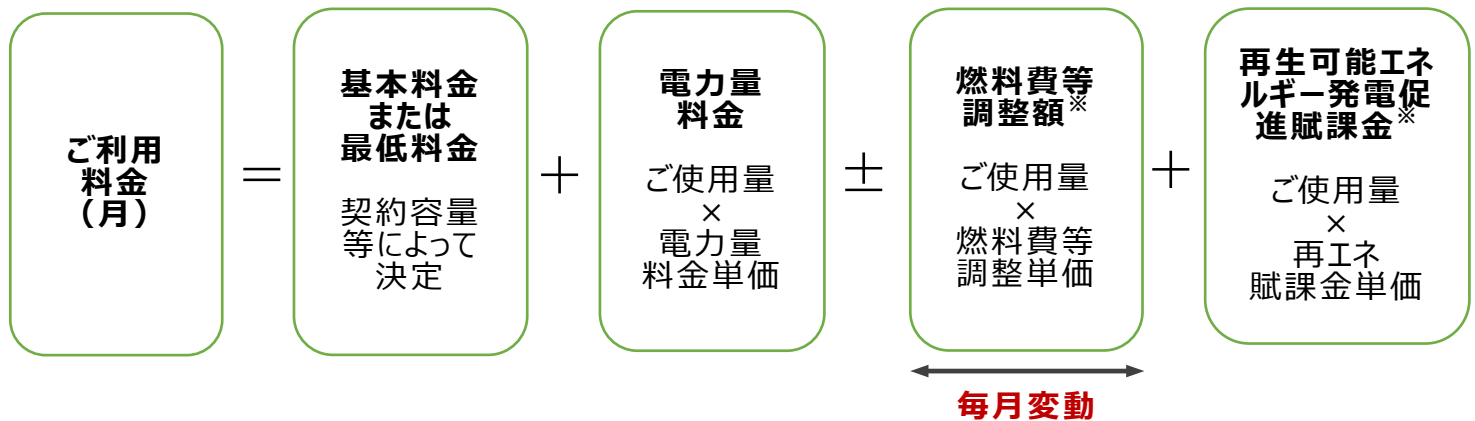 ご利用
料金
（月）
＝
基本料金
または
最低料金
契約容量
等によって
決定
＋
電力量
料金
ご使用量
×
電力量
料金単価
±
燃料費等
調整額※
ご使用量
×
燃料費等
調整単価
＋
再生可能エネ
ルギー発電促
進賦課金※
ご使用量
×
再エネ
賦課金単価
毎月変動